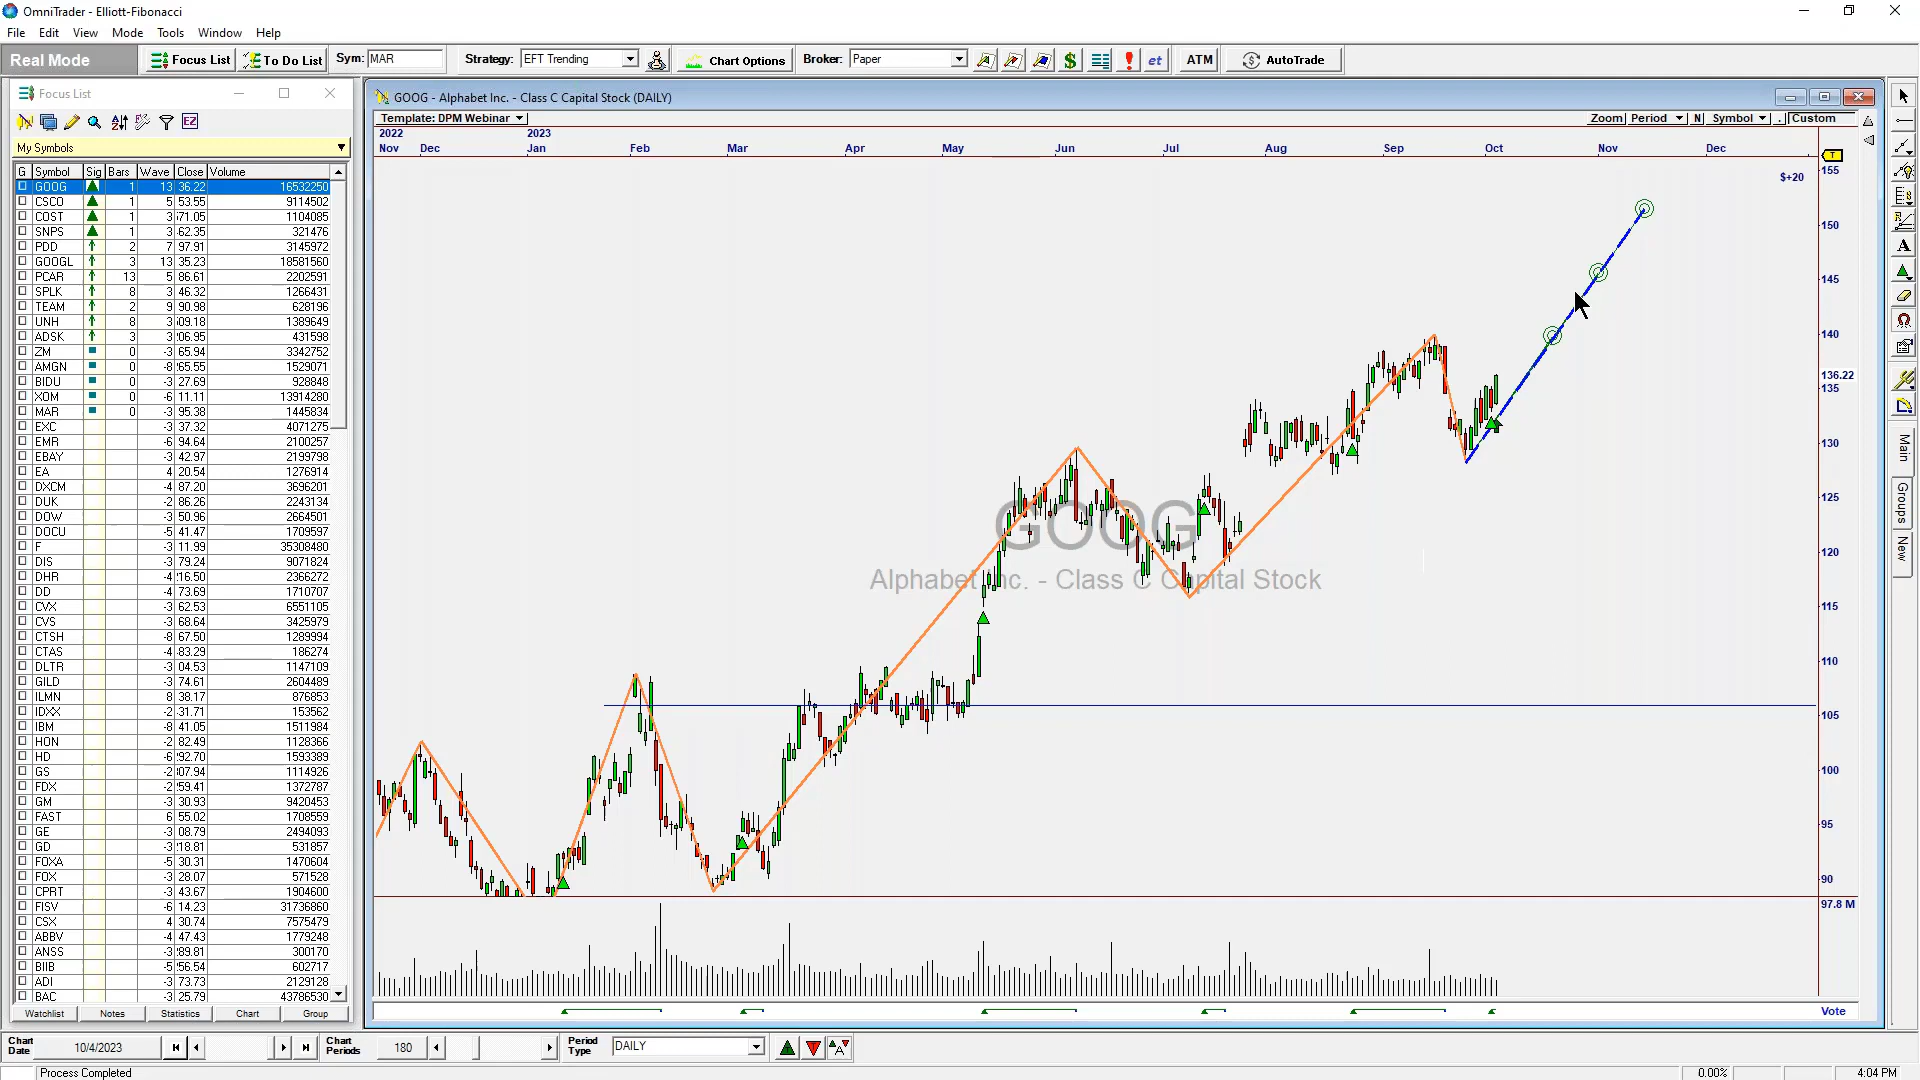 OmniTrader - Elliott-Fibonacci
File Edit View Mode Tools Window Help
Real Mode Focus List To Do List Sym: MAR Strategy: EFT Trending Chart Options Broker: Paper $ ! et ATM AutoTrade
Focus List
EZ
My Symbols
G Symbol Sig Bars Wave Close Volume
GOOG 1 13 36.22 16532250
CSCO 1 5 53.55 9114502
COST 1 3 71.05 1104085
SNPS 1 3 62.35 321476
PDD 2 7 97.91 3145972
GOOGL 3 13 35.23 18581560
PCAR 13 5 86.61 2202591
SPLK 8 3 46.32 1266431
TEAM 2 9 90.98 628196
UNH 8 3 09.18 1389649
ADSK 3 3 06.95 431598
ZM 0 -3 65.94 3342752
AMGN 0 -8 65.55 1529071
BIDU 0 -3 27.69 928848
XOM 0 -6 11.11 13914280
MAR 0 -3 95.38 1445834
EXC -3 37.32 4071275
EMR -6 94.64 2100257
EBAY -3 42.97 2199798
EA 4 20.54 1276914
DXCM -4 87.20 3696201
DUK -2 86.26 2243134
DOW -3 50.96 2664501
DOCU -5 41.47 1709597
F -3 11.99 35308480
DIS -3 79.24 9071824
DHR -4 16.50 2366272
DD -4 73.69 1710707
CVX -3 62.53 6551105
CVS -3 68.64 3425979
CTSH -8 67.50 1289994
CTAS -4 83.29 186274
DLTR -3 04.53 1147109
GILD -3 74.61 2604489
ILMN 8 38.17 876853
IDXX -2 31.71 153562
IBM -8 41.05 1511984
HON -2 82.49 1128366
HD -6 92.70 1593389
GS -2 07.94 1114926
FDX -2 59.41 1372787
GM -3 30.93 9420453
FAST 6 55.02 1708559
GE -3 08.79 2494093
GD -3 18.81 531857
FOXA -5 30.31 1470604
FOX -3 28.07 571528
CPRT -3 43.67 1904600
FISV -6 14.23 31736860
CSX 4 30.74 7575479
ABBV -4 47.43 1779248
ANSS -3 89.81 300170
BIIB -5 56.54 602717
ADI -3 73.73 2129128
BAC -3 25.79 43786530
Watchlist Notes Statistics Chart Group
GOOG - Alphabet Inc. - Class C Capital Stock (DAILY)
Template: DPM Webinar Zoom Period N Symbol . Custom
2022 2023
Nov Dec Jan Feb Mar Apr May Jun Jul Aug Sep Oct Nov Dec
T
155
$+20
150
145
140
136.22
135
130
125
120
115
110
105
100
95
90
97.8 M
Vote
GOOG
Alphabet Inc. - Class C Capital Stock
A
Main
Groups
New
Chart Date 10/4/2023 Chart Periods 180 Period Type DAILY A
Process Completed 0.00% 4:04 PM